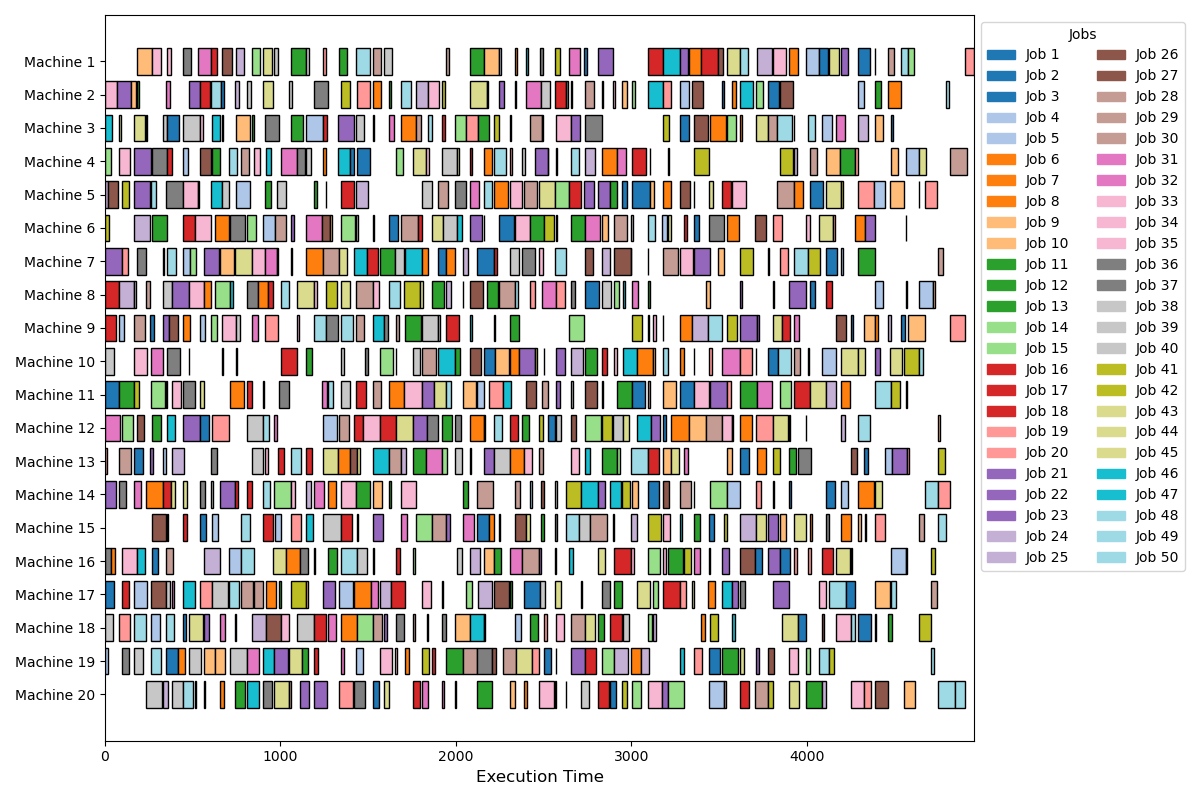 Machine 1
Machine 2
Machine 3
Machine 4
Machine 5
Machine 6
Machine 7
Machine 8
Machine 9
Machine 10
Machine 11
Machine 12
Machine 13
Machine 14
Machine 15
Machine 16
Machine 17
Machine 18
Machine 19
Machine 20
0 1000 2000 3000 4000
Execution Time
Jobs
Job 1
Job 2
Job 3
Job 4
Job 5
Job 6
Job 7
Job 8
Job 9
Job 10
Job 11
Job 12
Job 13
Job 14
Job 15
Job 16
Job 17
Job 18
Job 19
Job 20
Job 21
Job 22
Job 23
Job 24
Job 25
Job 26
Job 27
Job 28
Job 29
Job 30
Job 31
Job 32
Job 33
Job 34
Job 35
Job 36
Job 37
Job 38
Job 39
Job 40
Job 41
Job 42
Job 43
Job 44
Job 45
Job 46
Job 47
Job 48
Job 49
Job 50